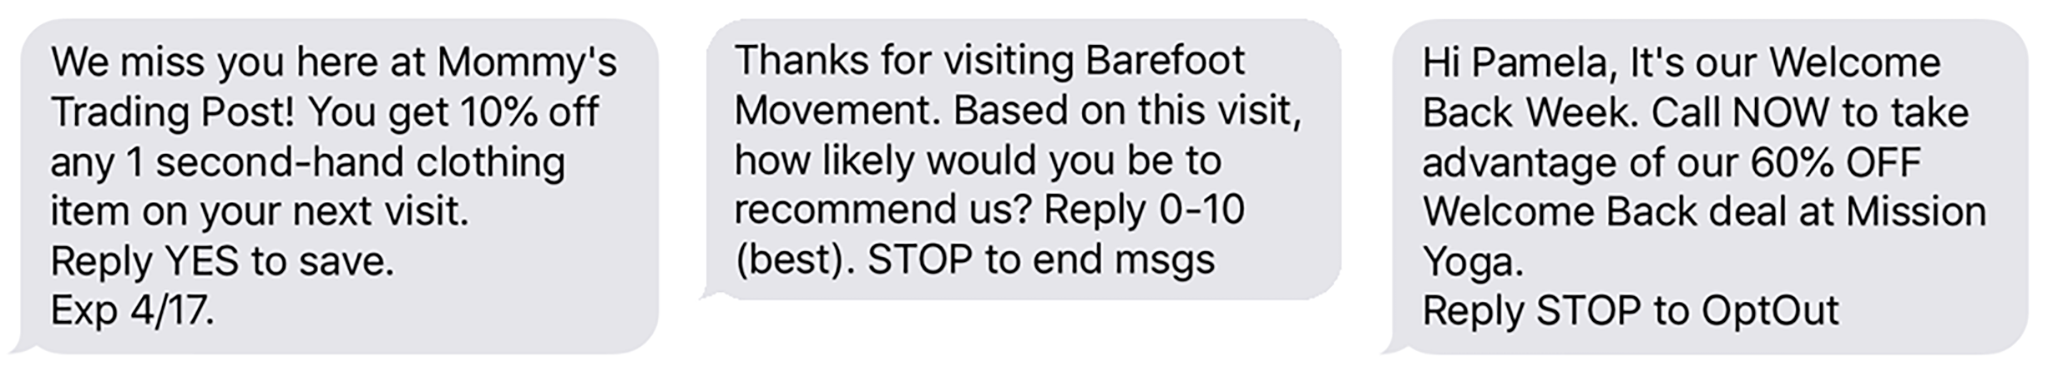 We miss you here at Mommy's
Trading Post! You get 10% off
any 1 second-hand clothing
item on your next visit.
Reply YES to save.
Exp 4/17.
Thanks for visiting Barefoot
Movement. Based on this visit,
how likely would you be to
recommend us? Reply 0-10
(best). STOP to end msgs
Hi Pamela, It's our Welcome
Back Week. Call NOW to take
advantage of our 60% OFF
Welcome Back deal at Mission
Yoga.
Reply STOP to OptOut